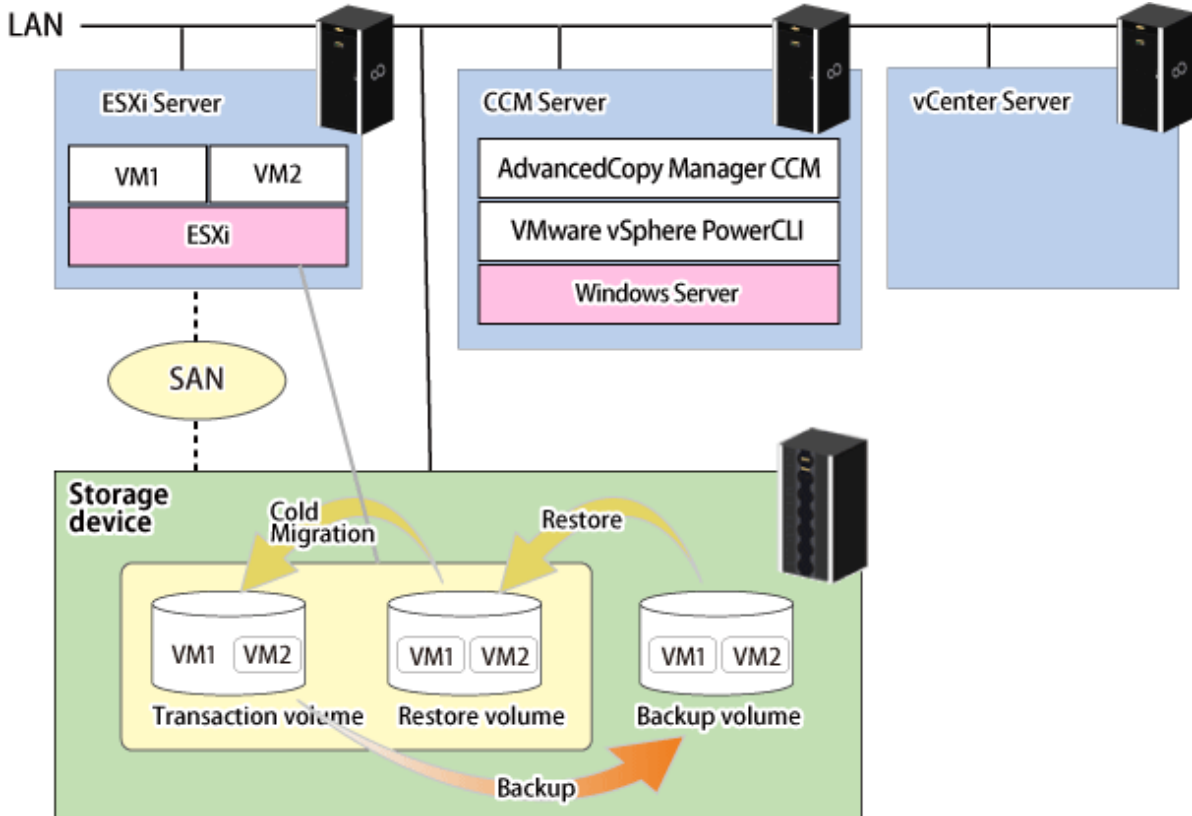 LAN
ESXi Server
CCM Server
vCenter Server
VM1
VM2
AdvancedCopy Manager CCM
ESXi
VMware vSphere PowerCLI
Windows Server
SAN
Storage
device
Cold
Migration
Restore
VM1
VM2
VM1
VM2
VM1
VM2
Transaction volume
Restore volume
Backup volume
Backup